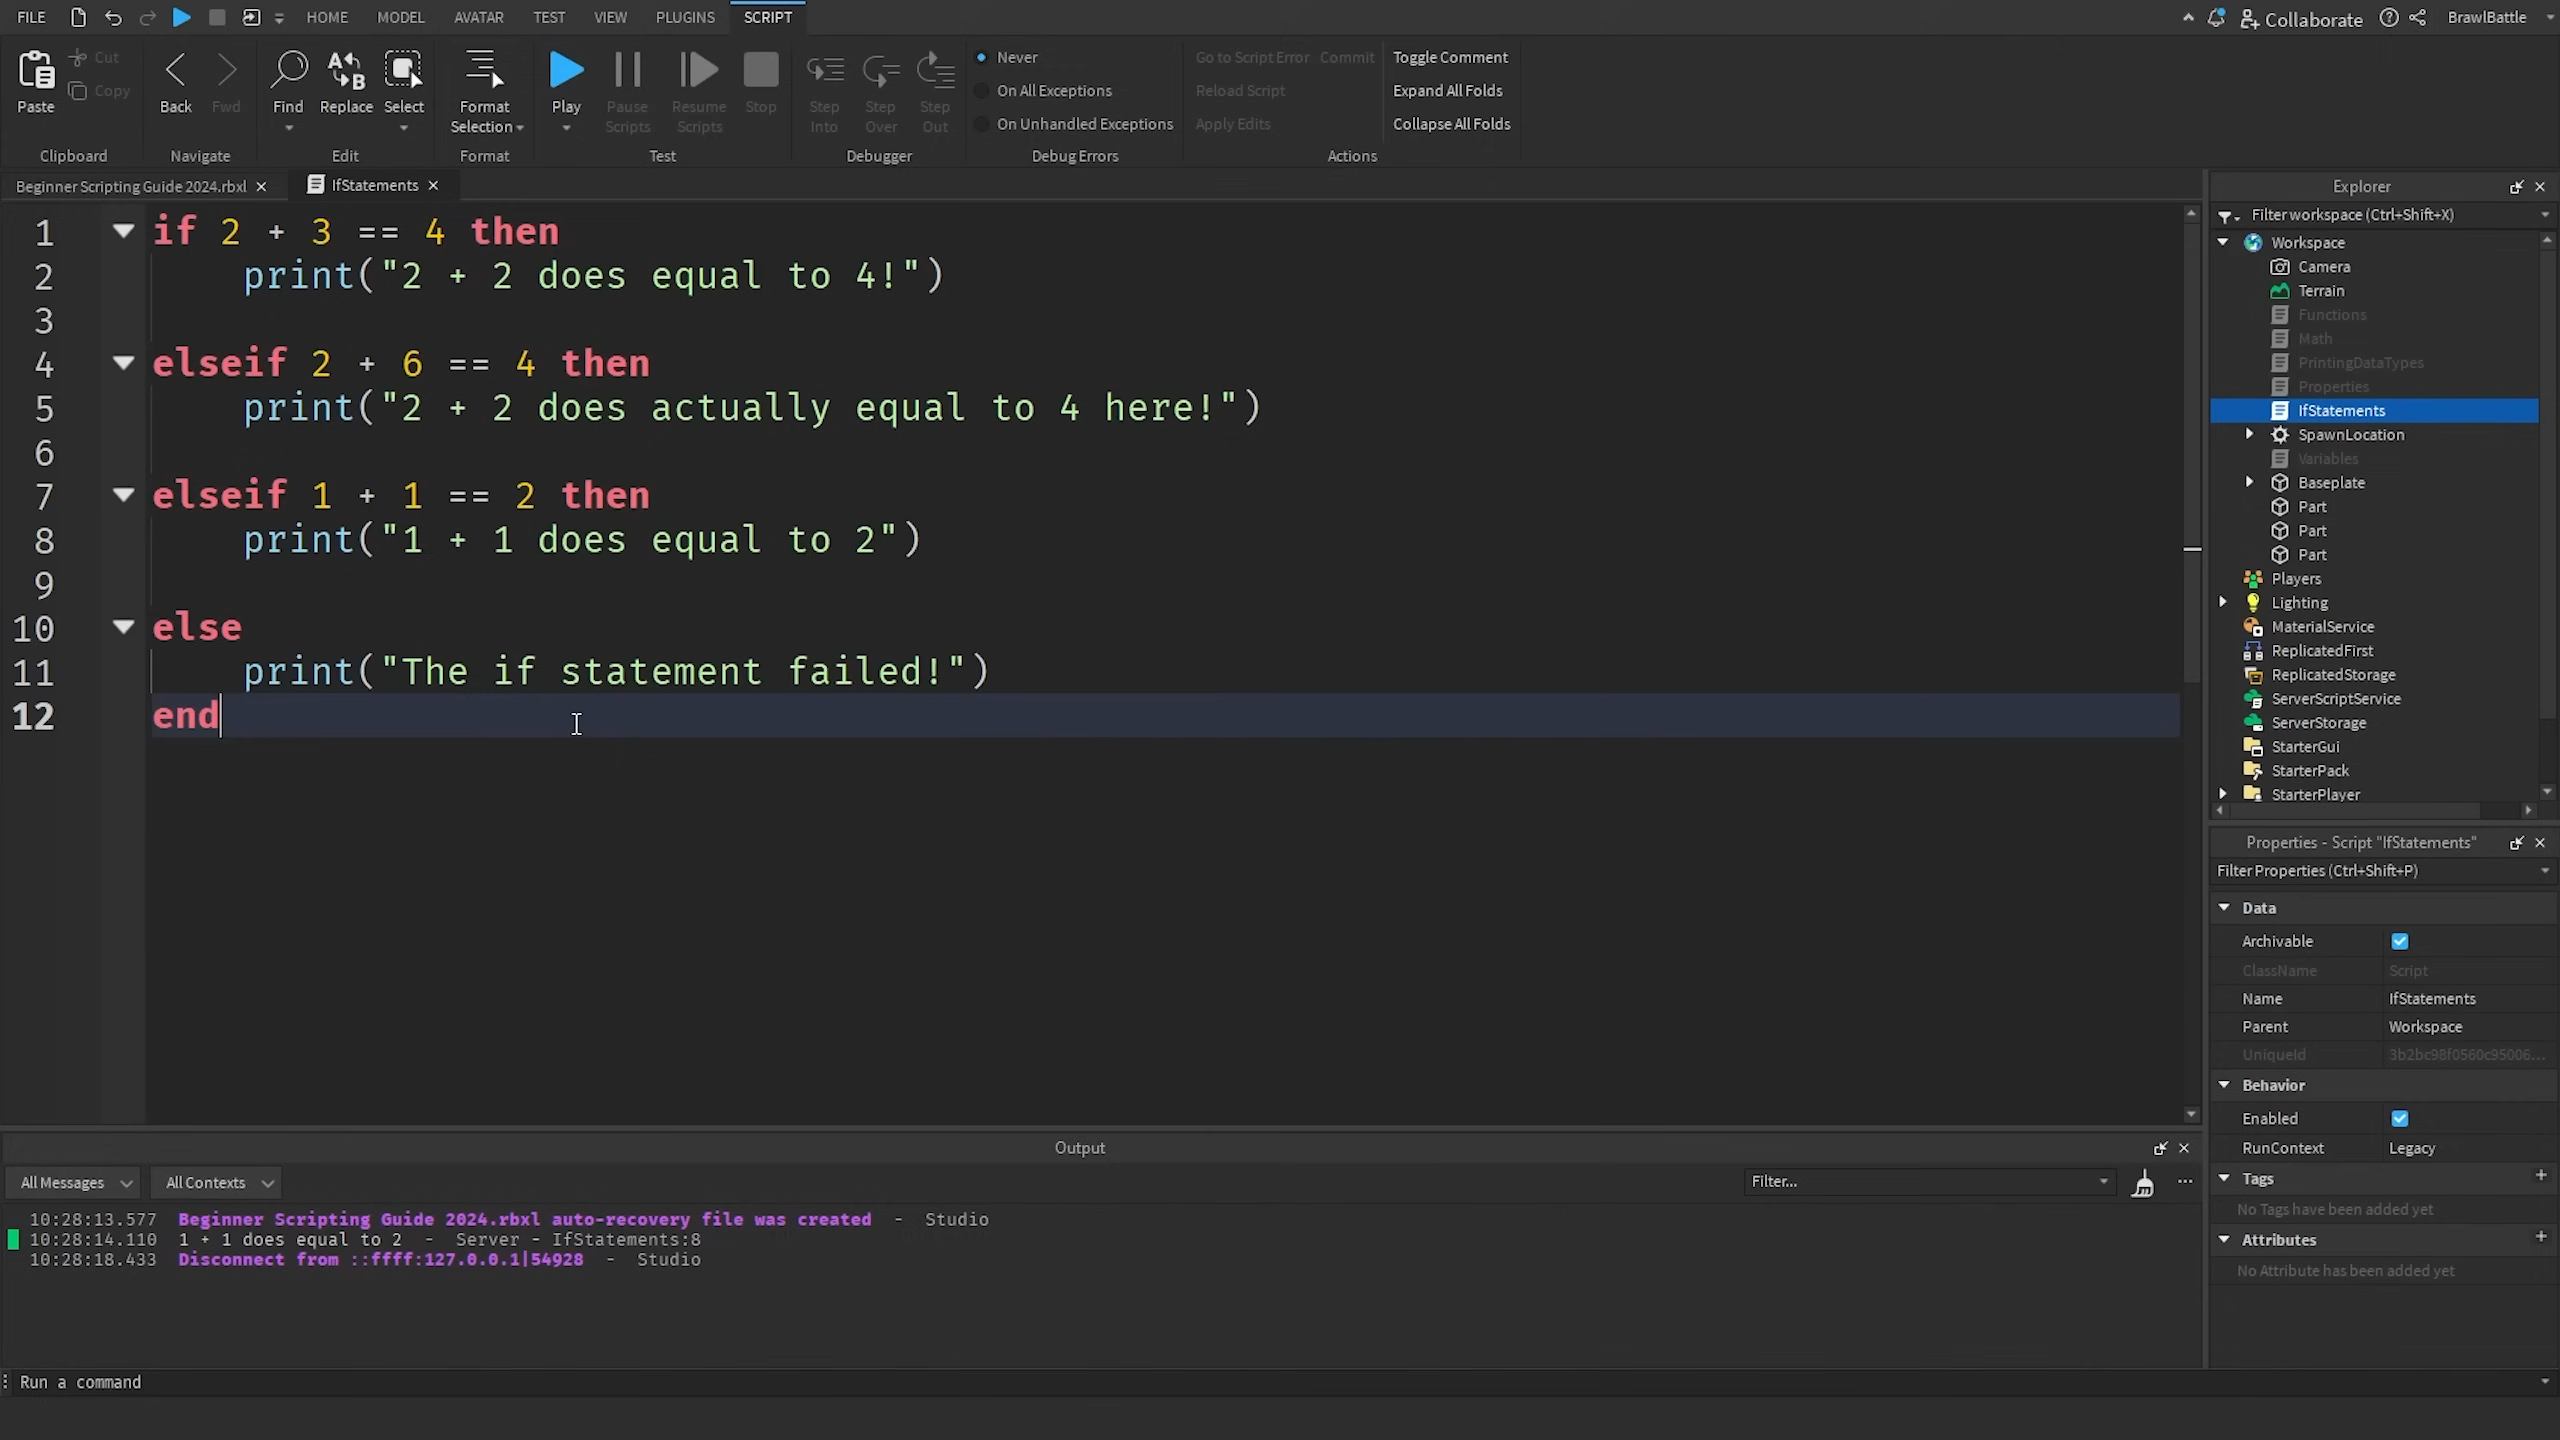 FILE HOME MODEL AVATAR TEST VIEW PLUGINS SCRIPT Collaborate BrawlBattle
Paste
Cut
Copy
Clipboard
Back Fwd
Navigate
Find Replace Select
Edit
Format
Selection
Format
Play
Pause
Scripts
Resume
Scripts
Stop
Test
Step
Into
Step
Over
Step
Out
Debugger
Never
On All Exceptions
On Unhandled Exceptions
Debug Errors
Go to Script Error Commit
Reload Script
Apply Edits
Toggle Comment
Expand All Folds
Collapse All Folds
Actions
Beginner Scripting Guide 2024.rbxl IfStatements
1 if 2 + 3 == 4 then
2 print("2 + 2 does equal to 4!")
3
4 elseif 2 + 6 == 4 then
5 print("2 + 2 does actually equal to 4 here!")
6
7 elseif 1 + 1 == 2 then
8 print("1 + 1 does equal to 2")
9
10 else
11 print("The if statement failed!")
12 end
Explorer
Filter workspace (Ctrl+Shift+X)
Workspace
Camera
Terrain
Functions
Math
PrintingDataTypes
Properties
IfStatements
SpawnLocation
Variables
Baseplate
Part
Part
Part
Players
Lighting
MaterialService
ReplicatedFirst
ReplicatedStorage
ServerScriptService
ServerStorage
StarterGui
StarterPack
StarterPlayer
Properties - Script "IfStatements"
Filter Properties (Ctrl+Shift+P)
Data
Archivable
ClassName Script
Name IfStatements
Parent Workspace
UniqueId 3b2bc98f0560c95006...
Behavior
Enabled
RunContext Legacy
Tags
No Tags have been added yet
Attributes
No Attribute has been added yet
Output
All Messages All Contexts Filter...
10:28:13.577 Beginner Scripting Guide 2024.rbxl auto-recovery file was created - Studio
10:28:14.110 1 + 1 does equal to 2 - Server - IfStatements:8
10:28:18.433 Disconnect from ::ffff:127.0.0.1|54928 - Studio
Run a command